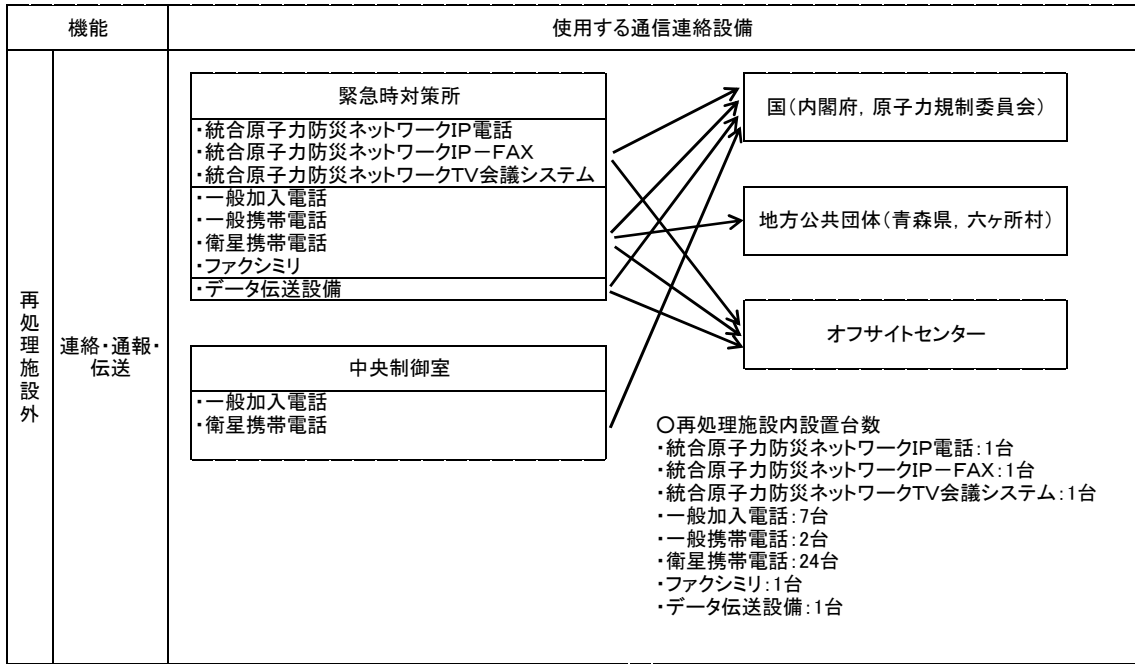 機能
使用する通信連絡設備
再処理施設外
連絡・通報・
伝送
緊急時対策所
・統合原子力防災ネットワークIP電話
・統合原子力防災ネットワークIP－FAX
・統合原子力防災ネットワークTV会議システム
・一般加入電話
・一般携帯電話
・衛星携帯電話
・ファクシミリ
・データ伝送設備
中央制御室
・一般加入電話
・衛星携帯電話
国（内閣府，原子力規制委員会）
地方公共団体（青森県，六ヶ所村）
オフサイトセンター
○再処理施設内設置台数
・統合原子力防災ネットワークIP電話：1台
・統合原子力防災ネットワークIP－FAX：1台
・統合原子力防災ネットワークTV会議システム：1台
・一般加入電話：7台
・一般携帯電話：2台
・衛星携帯電話：24台
・ファクシミリ：1台
・データ伝送設備：1台